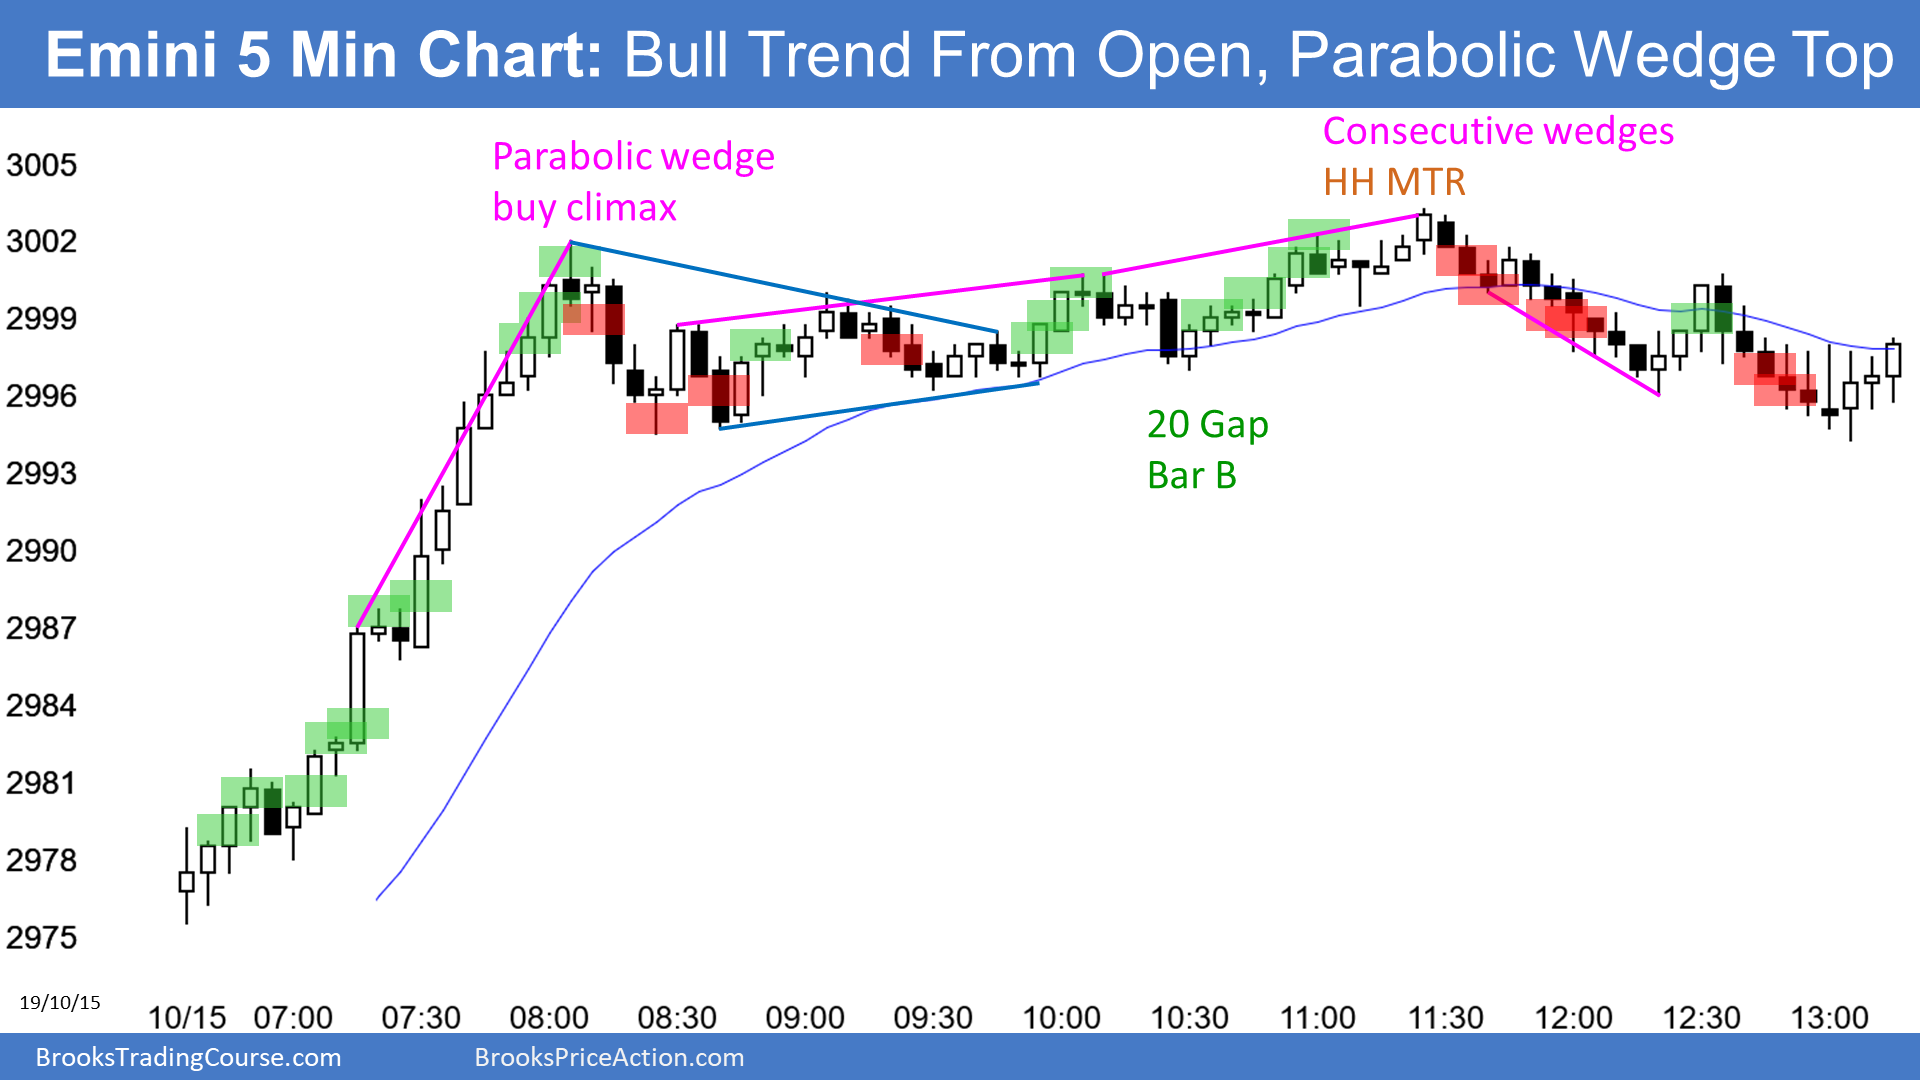 Emini 5 Min Chart: Bull Trend From Open, Parabolic Wedge Top
Consecutive wedges
HH MTR
Parabolic wedge
buy climax
3005
3002
2999
2996
2993
2990
2987
2984
2981
2978
2975
20 Gap
Bar B
19/10/15
10/15 07:00 07:30 08:00 08:30 09:00 09:30 10:00 10:30 11:00 11:30 12:00 12:30 13:00
BrooksTradingCourse.com BrooksPriceAction.com